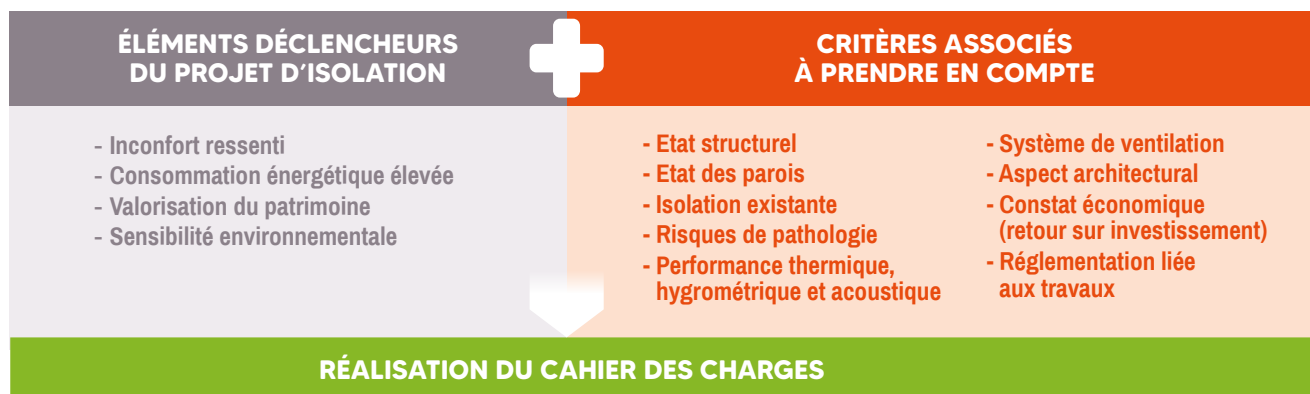 ÉLÉMENTS DÉCLENCHEURS
DU PROJET D'ISOLATION
- Inconfort ressenti
- Consommation énergétique élevée
- Valorisation du patrimoine
- Sensibilité environnementale
CRITÈRES ASSOCIÉS
À PRENDRE EN COMPTE
- Etat structurel
- Etat des parois
- Isolation existante
- Risques de pathologie
- Performance thermique,
hygrométrique et acoustique
- Système de ventilation
- Aspect architectural
- Constat économique
(retour sur investissement)
- Réglementation liée
aux travaux
RÉALISATION DU CAHIER DES CHARGES